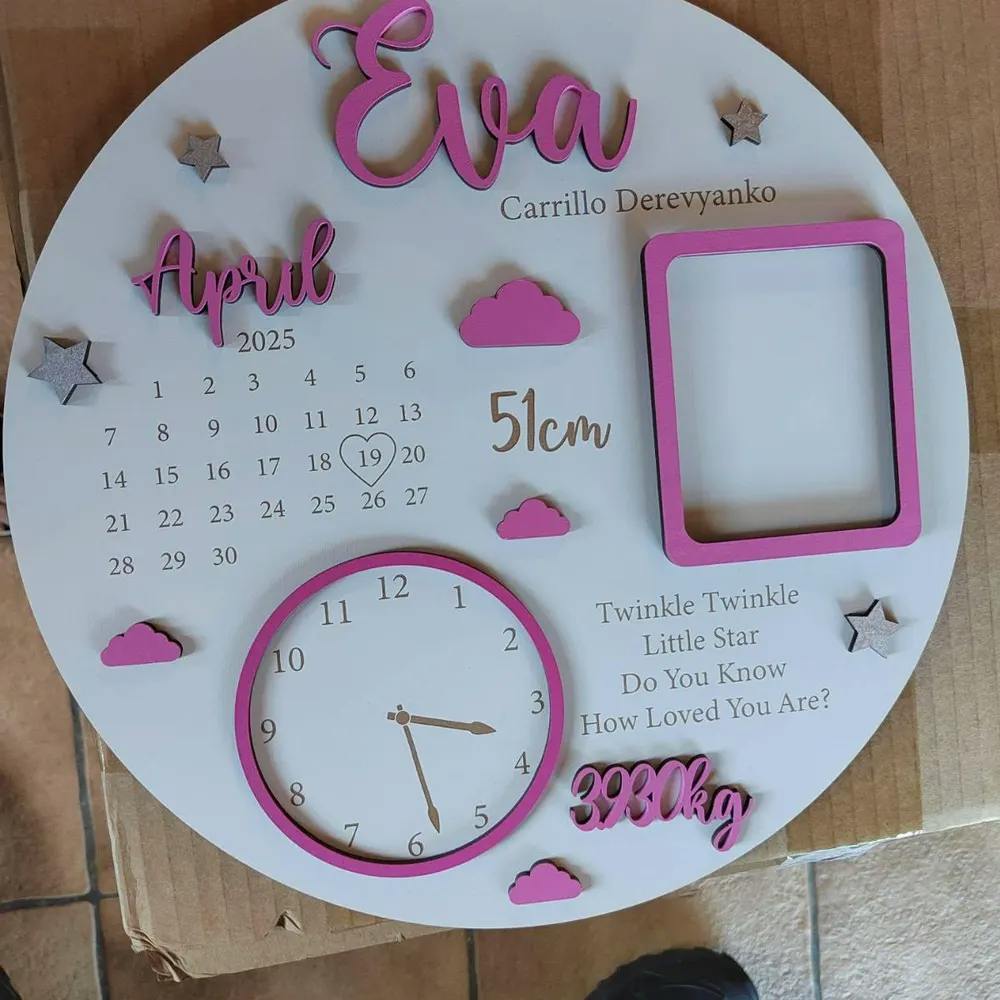 Eva
Carrillo Derevyanko
April
2025
1 2 3 4 5 6
7 8 9 10 11 12 13
14 15 16 17 18 19 20
21 22 23 24 25 26 27
28 29 30
51cm
12
11 1
10 2
9 3
8 4
7 6 5
Twinkle Twinkle
Little Star
Do You Know
How Loved You Are?
3,930kg